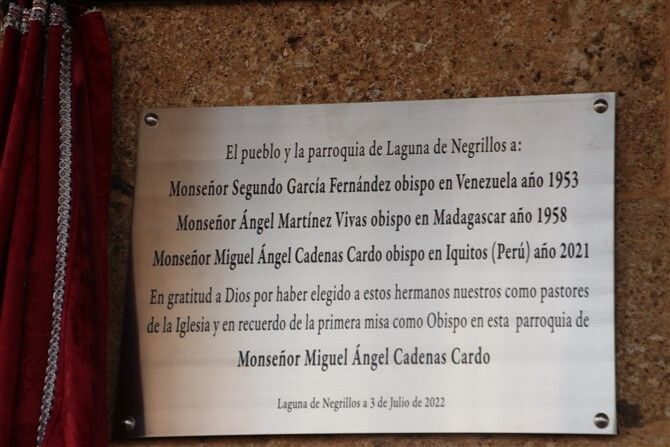 El pueblo y la parroquia de Laguna de Negrillos a:
Monseñor Segundo García Fernández obispo en Venezuela año 1953
Monseñor Ángel Martínez Vivas obispo en Madagascar año 1958
Monseñor Miguel Ángel Cadenas Cardo obispo en Iquitos (Perú) año 2021
En gratitud a Dios por haber elegido a estos hermanos nuestros como pastores
de la Iglesia y en recuerdo de la primera misa como Obispo en esta parroquia de
Monseñor Miguel Ángel Cadenas Cardo
Laguna de Negrillos a 3 de Julio de 2022